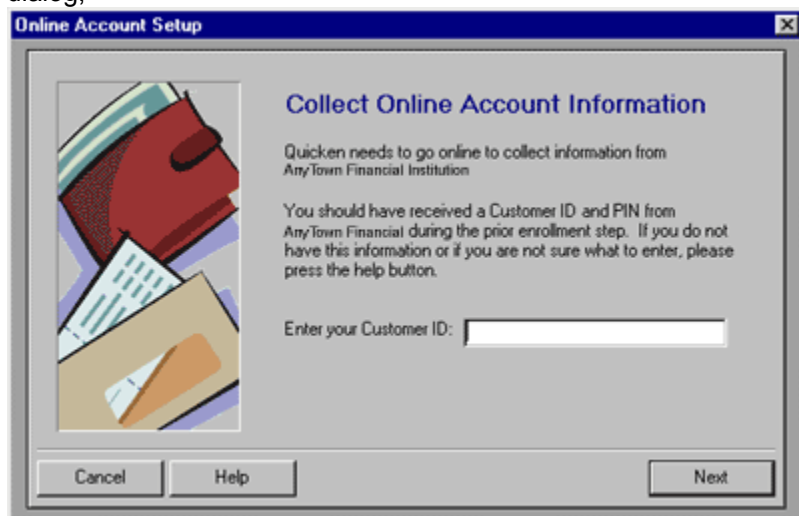 dialog,
Online Account Setup
Collect Online Account Information
Quicken needs to go online to collect information from
AnyTown Financial Institution
You should have received a Customer ID and PIN from
AnyTown Financial during the prior enrollment step. If you do not
have this information or if you are not sure what to enter, please
press the help button.
Enter your Customer ID:
Cancel Help Next